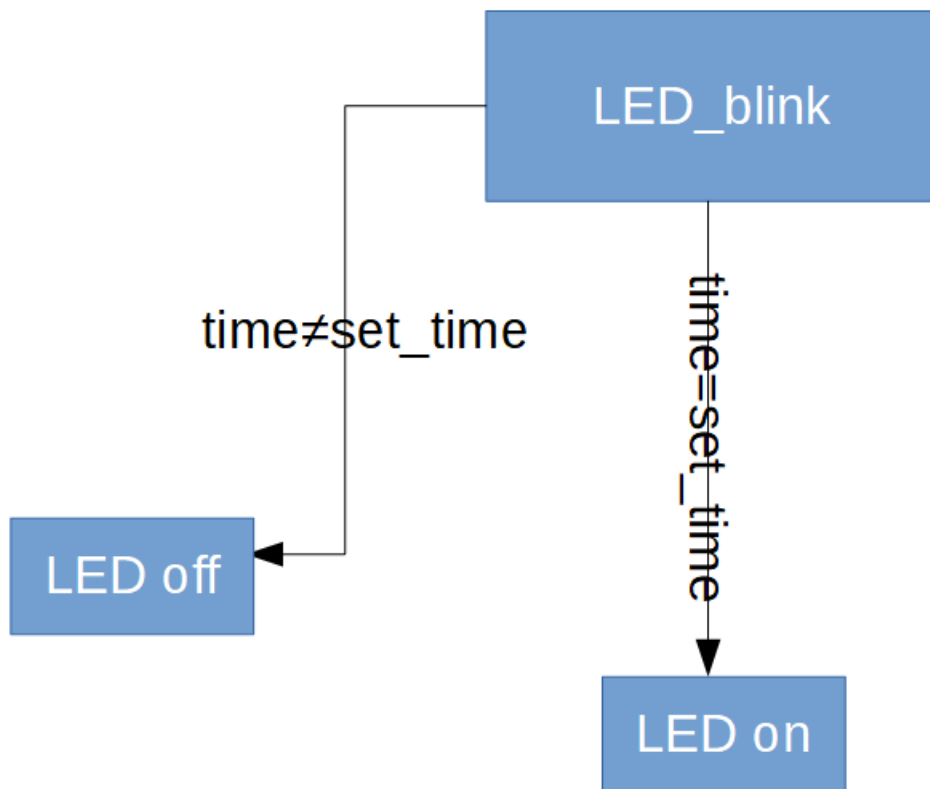 LED_blink
time≠set_time
time=set_time
LED off
LED on